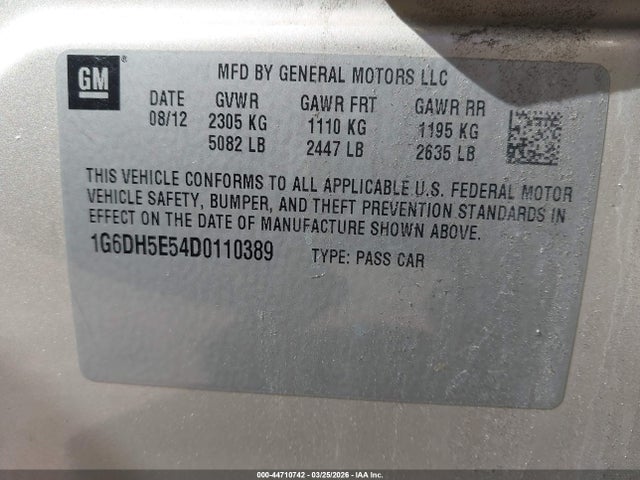 GM
MFD BY GENERAL MOTORS LLC
DATE GVWR GAWR FRT GAWR RR
08/12 2305 KG 1110 KG 1195 KG
5082 LB 2447 LB 2635 LB
THIS VEHICLE CONFORMS TO ALL APPLICABLE U.S. FEDERAL MOTOR
VEHICLE SAFETY, BUMPER, AND THEFT PREVENTION STANDARDS IN
EFFECT ON THE DATE OF MANUFACTURE SHOWN ABOVE.
1G6DH5E54D0110389 TYPE: PASS CAR
000-44710742 - 03/25/2026 - IAA Inc.